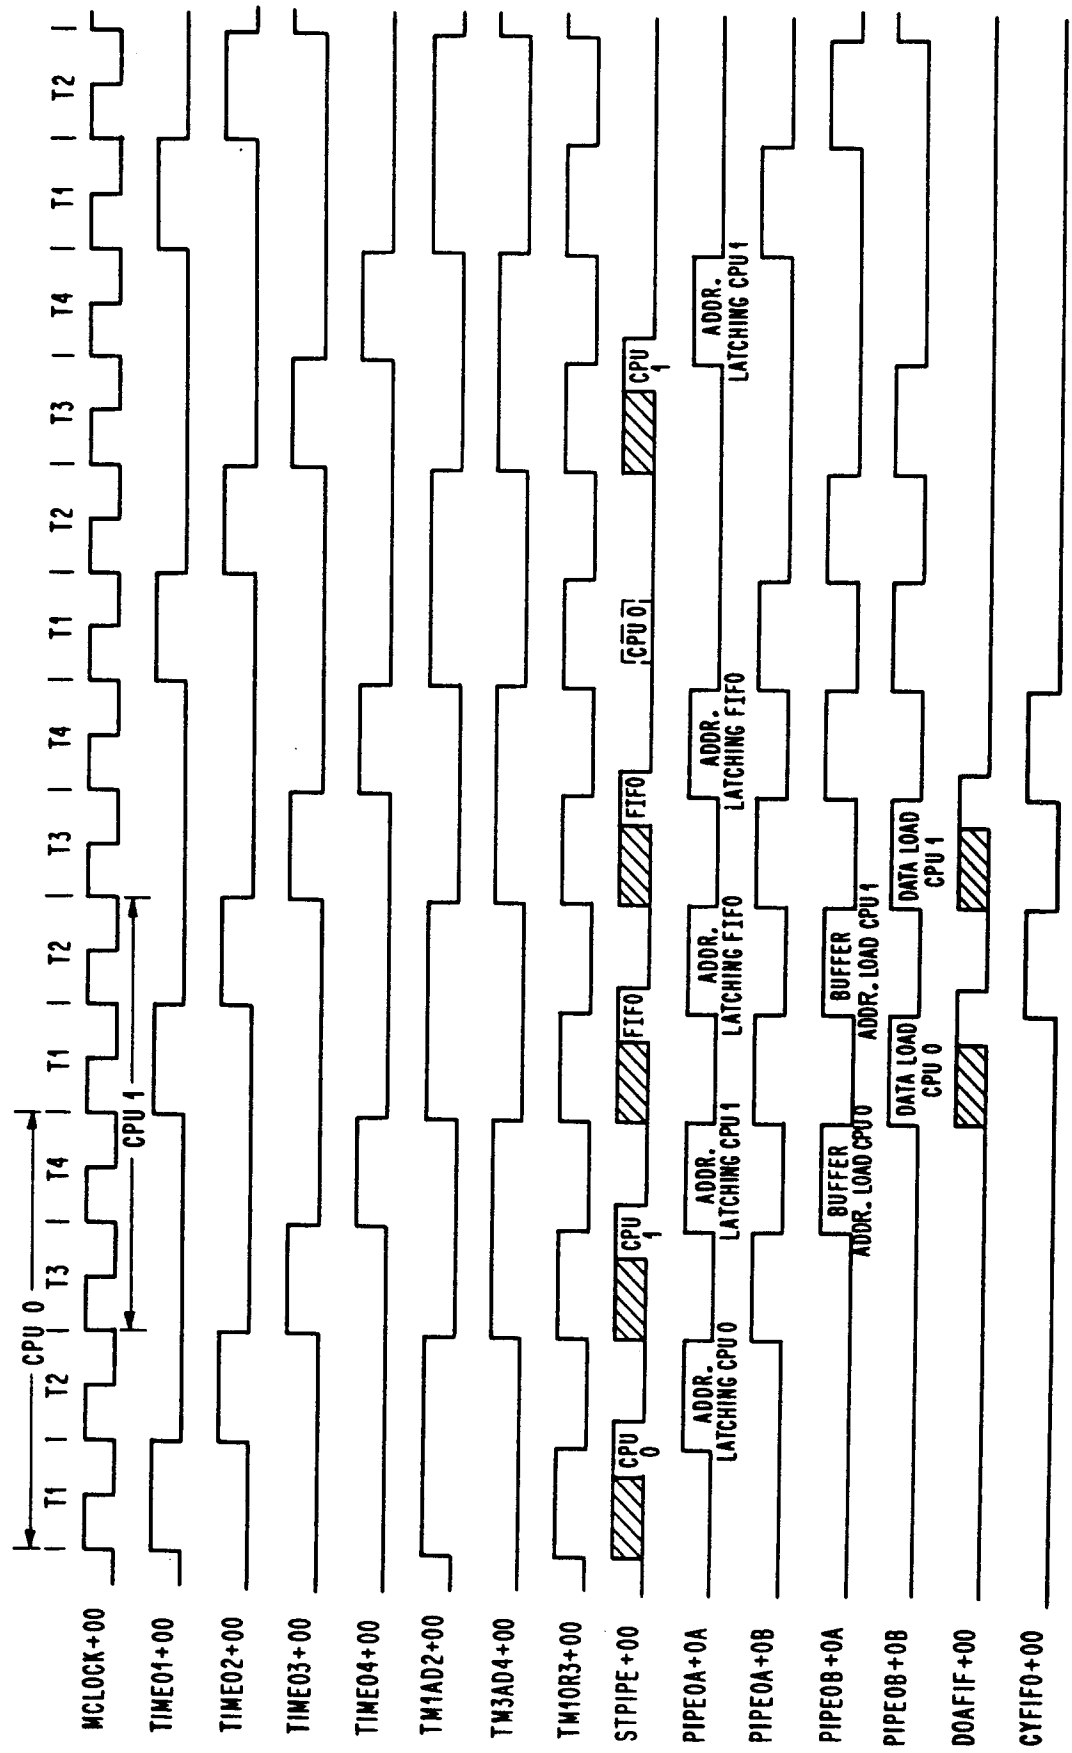 CPU 0
T1 T2 T3 T4 T1 T2 T3 T4 T1 T2 T3 T4 T1 T2
CPU 1
MCLOCK+00
TIME01+00
TIME02+00
TIME03+00
TIME04+00
TM1AD2+00
TM3AD4+00
TM1OR3+00
STPIPE+00
CPU
0
CPU
1
FIFO
FIFO
CPU 0
CPU
1
PIPE0A+0A
ADDR.
LATCHING CPU 0
ADDR.
LATCHING CPU 1
ADDR.
LATCHING FIFO
ADDR.
LATCHING FIFO
ADDR.
LATCHING CPU 1
PIPE0A+0B
PIPE0B+0A
BUFFER
ADDR. LOAD CPU 0
BUFFER
ADDR. LOAD CPU 1
PIPE0B+0B
DATA LOAD
CPU 0
DATA LOAD
CPU 1
DOAFIF+00
CYFIFO+00